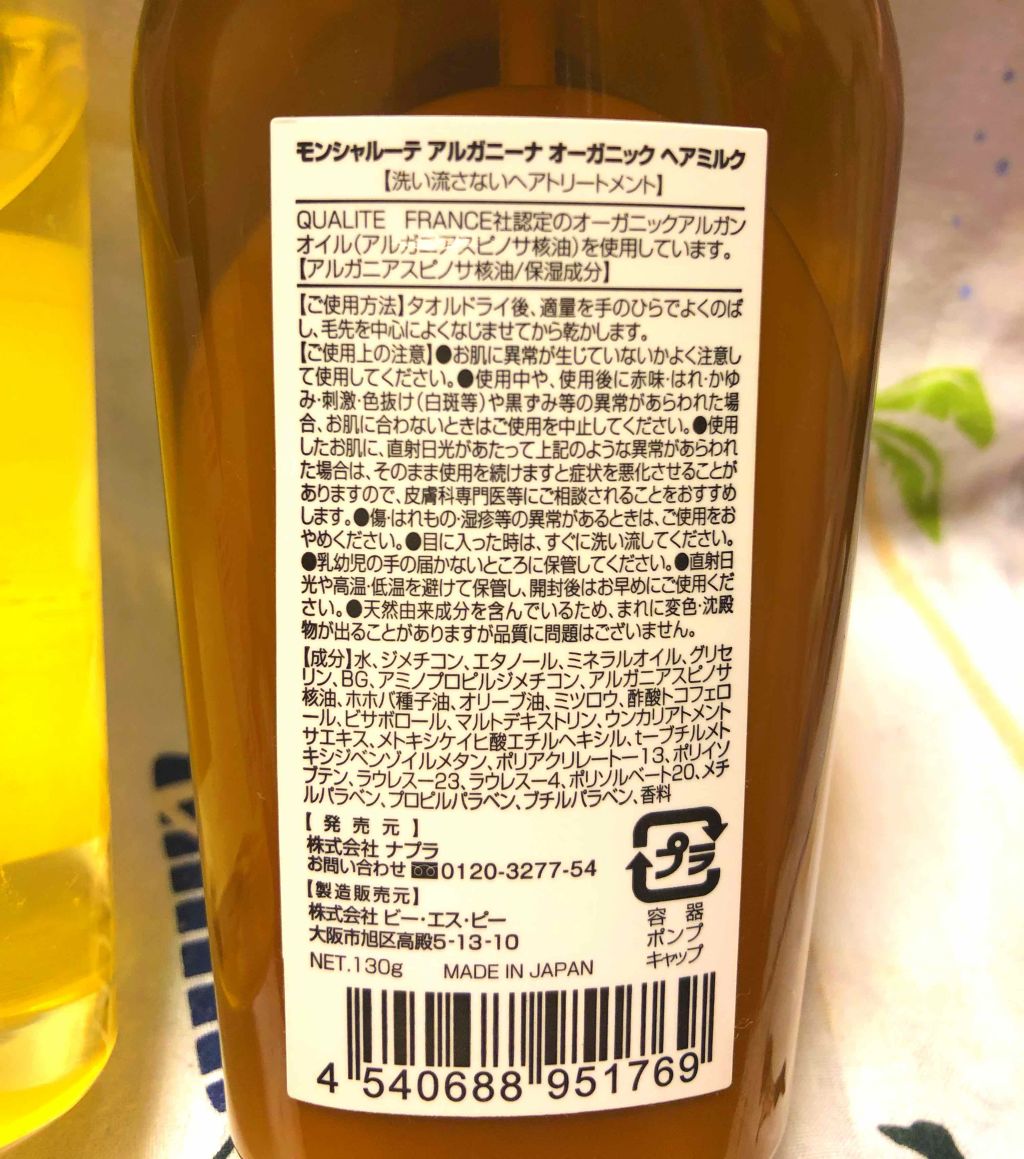 モンシャルーテ アルガニーナ オーガニック ヘアミルク
【洗い流さないヘアトリートメント】
QUALITE FRANCE社認定のオーガニックアルガン
オイル(アルガニアスピノサ核油)を使用しています。
【アルガニアスピノサ核油/保湿成分】
【ご使用方法】タオルドライ後、適量を手のひらでよくのば
し、毛先を中心によくなじませてから乾かします。
【ご使用上の注意】●お肌に異常が生じていないかよく注意し
て使用してください。●使用中や、使用後に赤味・はれ・かゆ
み・刺激・色抜け(白斑等)や黒ずみ等の異常があらわれた場
合、お肌に合わないときはご使用を中止してください。●使用
したお肌に、直射日光があたって上記のような異常があらわれ
た場合は、そのまま使用を続けますと症状を悪化させることが
ありますので、皮膚科専門医等にご相談されることをおすすめ
します。●傷・はれもの・湿疹等の異常があるときは、ご使用をお
やめください。●目に入った時は、すぐに洗い流してください。
●乳幼児の手の届かないところに保管してください。●直射日
光や高温・低温を避けて保管し、開封後はお早めにご使用くだ
さい。●天然由来成分を含んでいるため、まれに変色・沈殿
物が出ることがありますが品質に問題はございません。
【成分】水、ジメチコン、エタノール、ミネラルオイル、グリセ
リン、BG、アミノプロピルジメチコン、アルガニアスピノサ
核油、ホホバ種子油、オリーブ油、ミツロウ、酢酸トコフェロ
ール、ビサボロール、マルトデキストリン、ウンカリアトメント
サエキス、メトキシケイヒ酸エチルヘキシル、t-ブチルメト
キシジベンゾイルメタン、ポリアクリレート-13、ポリイソ
ブテン、ラウレス-23、ラウレス-4、ポリソルベート20、メチ
ルパラベン、プロピルパラベン、ブチルパラベン、香料
【発売元】
株式会社 ナプラ
お問い合わせ 0120-3277-54
【製造販売元】
株式会社 ビー・エス・ピー
大阪市旭区高殿5-13-10
NET.130g MADE IN JAPAN
プラ
容器
ポンプ
キャップ
4 540688 951769